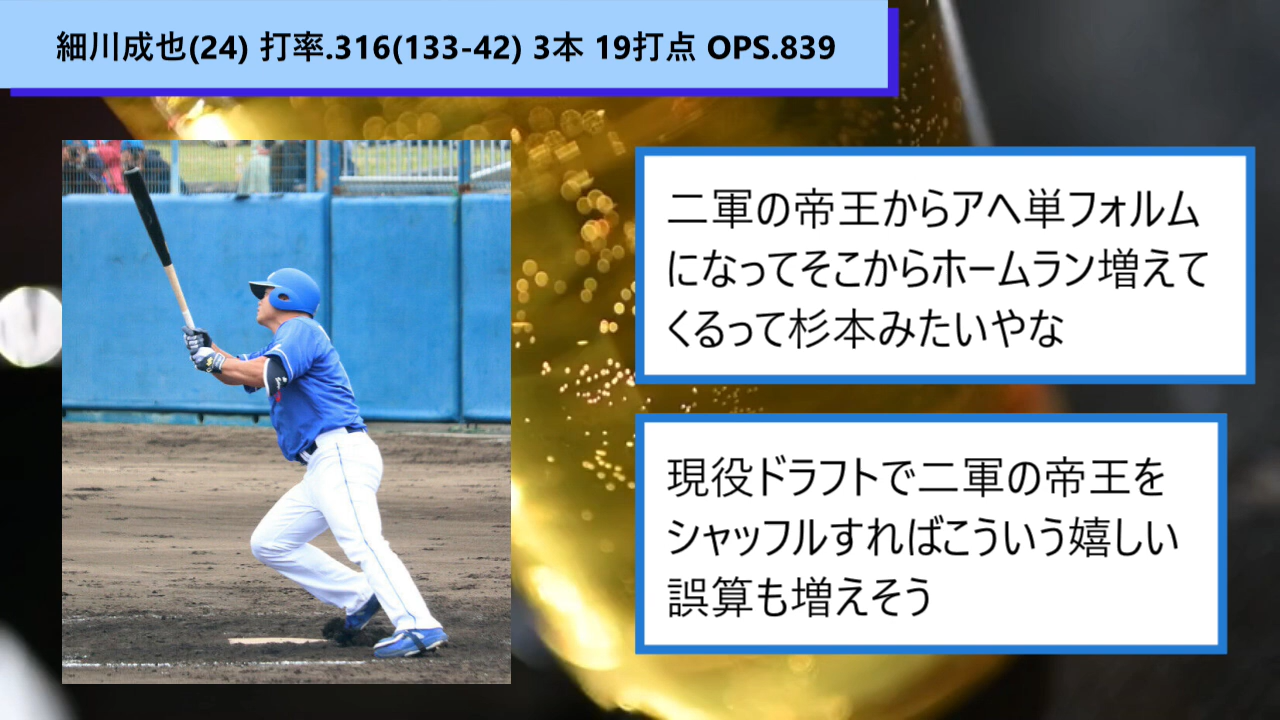 細川成也(24) 打率.316(133-42) 3本 19打点 OPS.839
二軍の帝王からアヘ単フォルム
になってそこからホームラン増えて
くるって杉本みたいやな
現役ドラフトで二軍の帝王を
シャッフルすればこういう嬉しい
誤算も増えそう